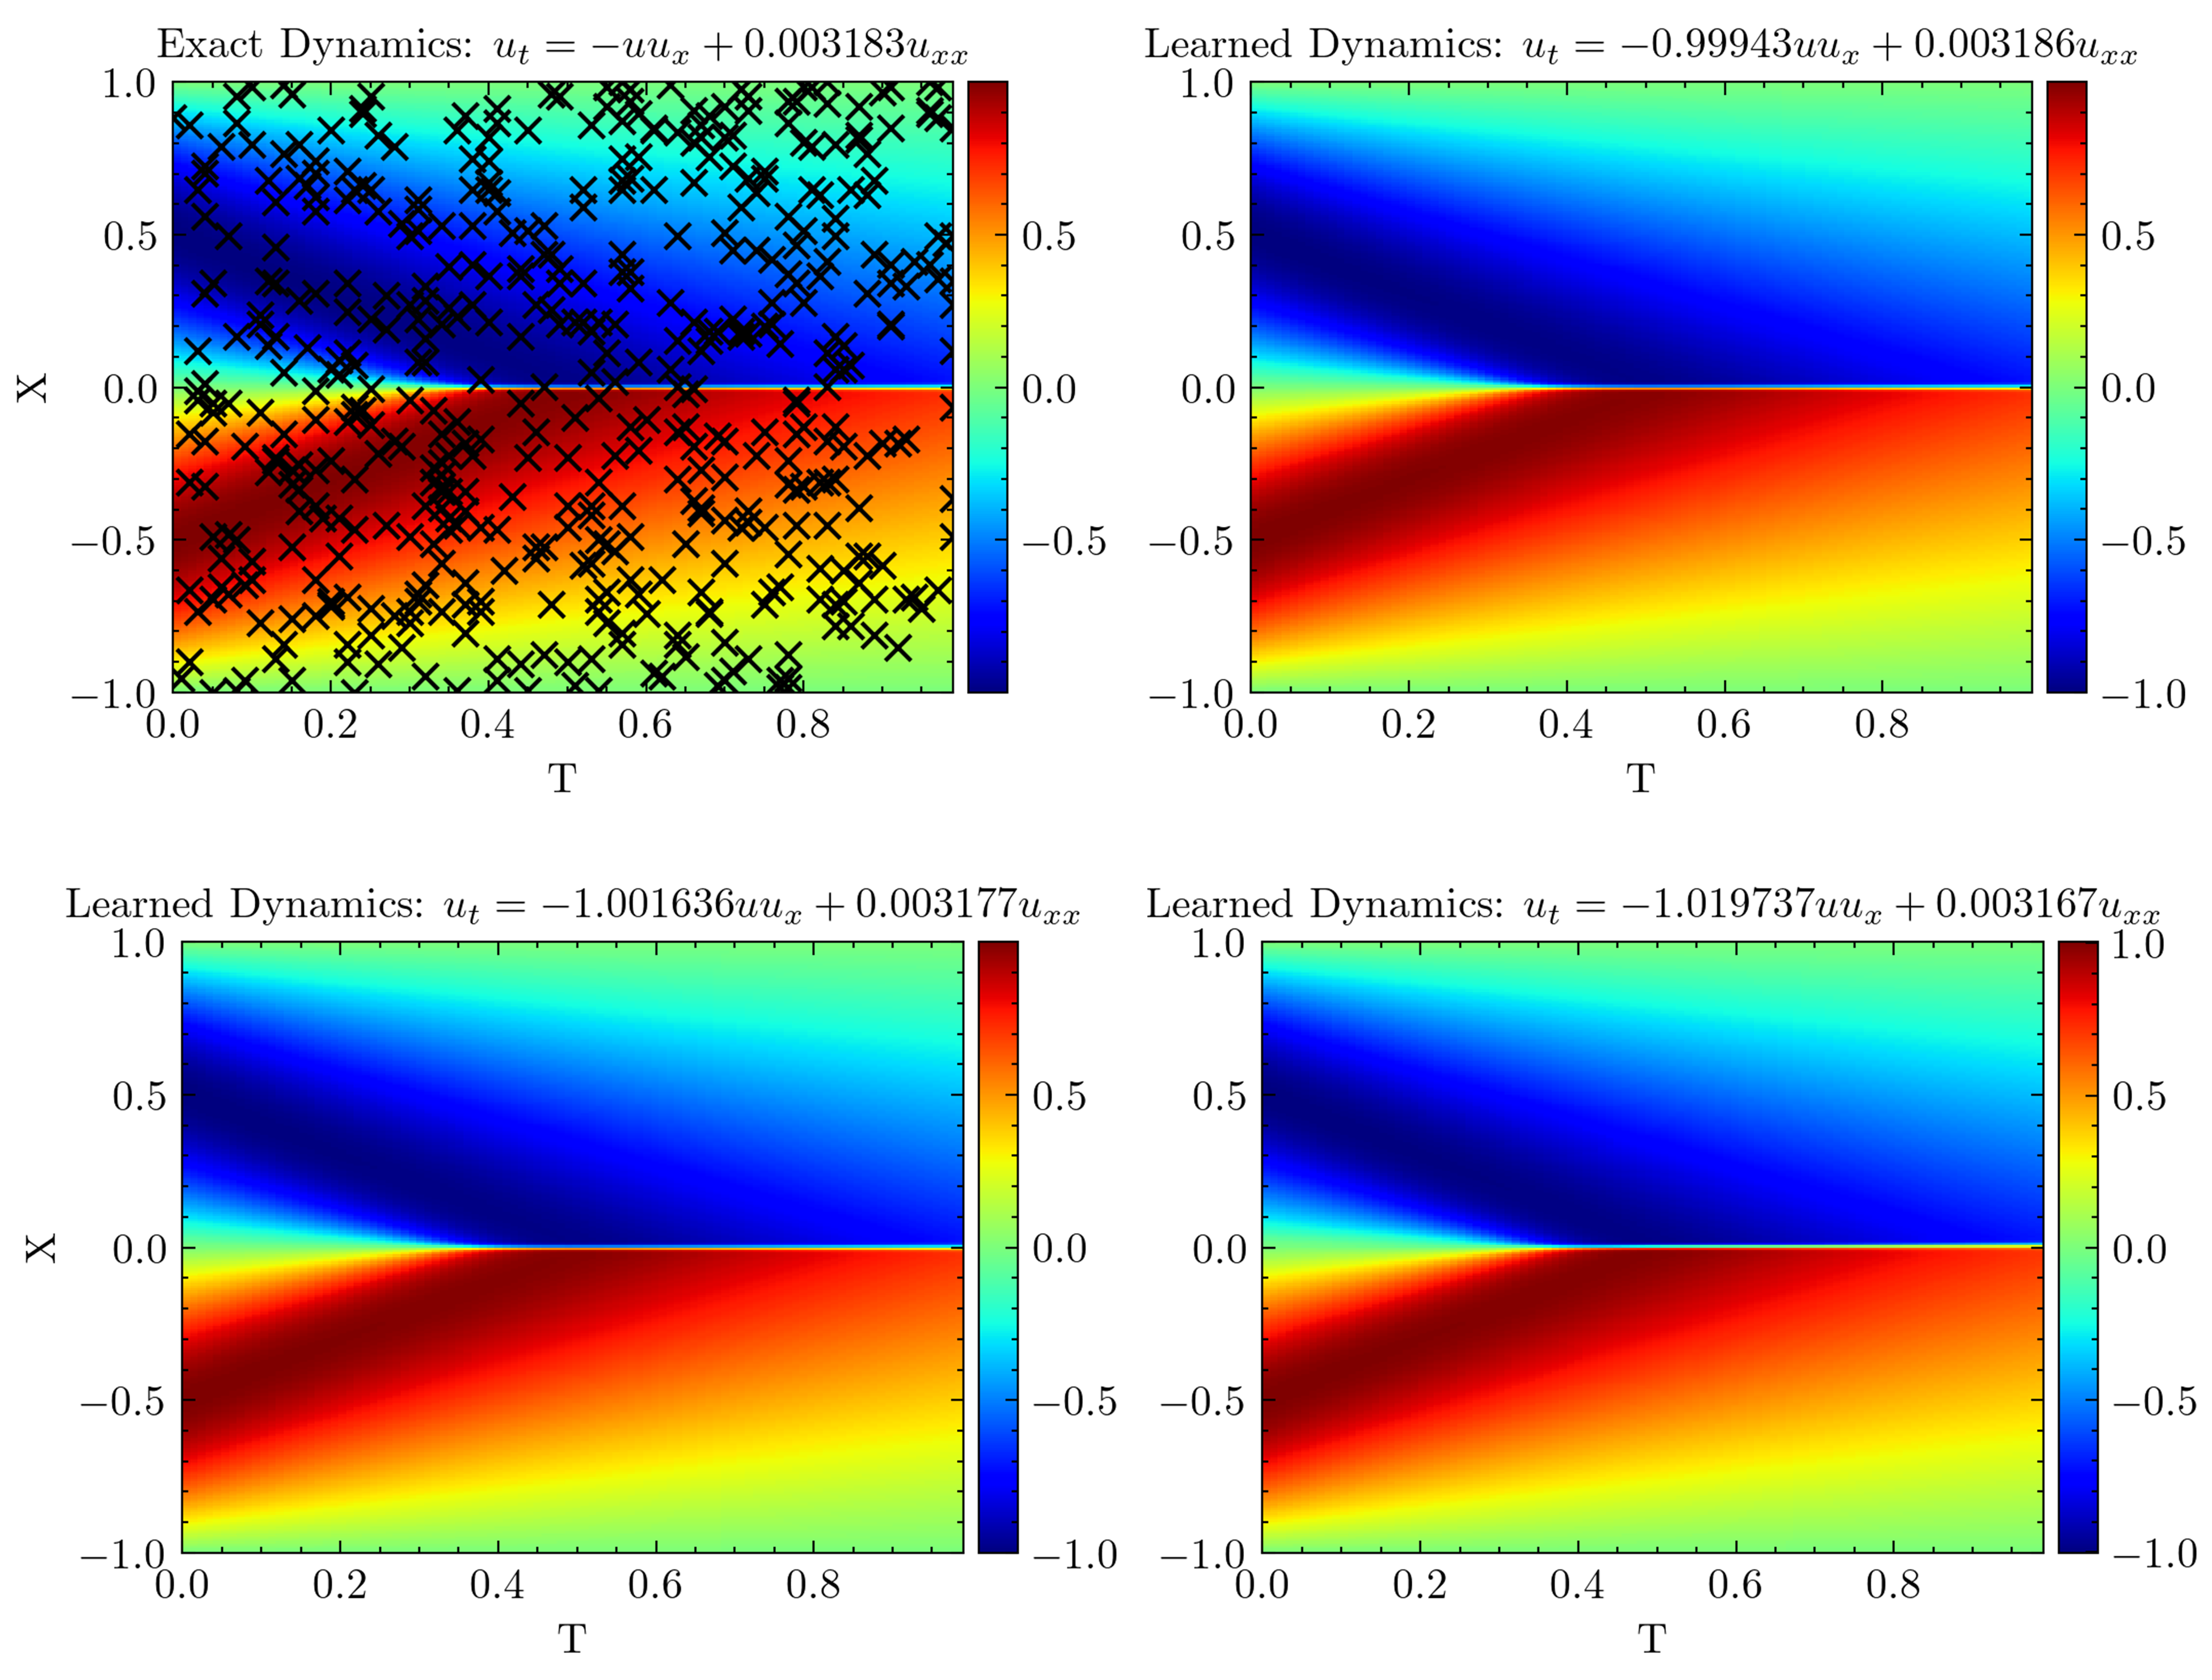 Exact Dynamics: u_t = −uu_x + 0.003183u_xx
1.0
0.5
0.0
−0.5
−1.0
X
0.0 0.2 0.4 0.6 0.8
T
0.5
0.0
−0.5
Learned Dynamics: u_t = −0.99943uu_x + 0.003186u_xx
1.0
0.5
0.0
−0.5
−1.0
0.0 0.2 0.4 0.6 0.8
T
0.5
0.0
−0.5
−1.0
Learned Dynamics: u_t = −1.001636uu_x + 0.003177u_xx
1.0
0.5
0.0
−0.5
−1.0
X
0.0 0.2 0.4 0.6 0.8
T
0.5
0.0
−0.5
−1.0
Learned Dynamics: u_t = −1.019737uu_x + 0.003167u_xx
1.0
0.5
0.0
−0.5
−1.0
0.0 0.2 0.4 0.6 0.8
T
1.0
0.5
0.0
−0.5
−1.0